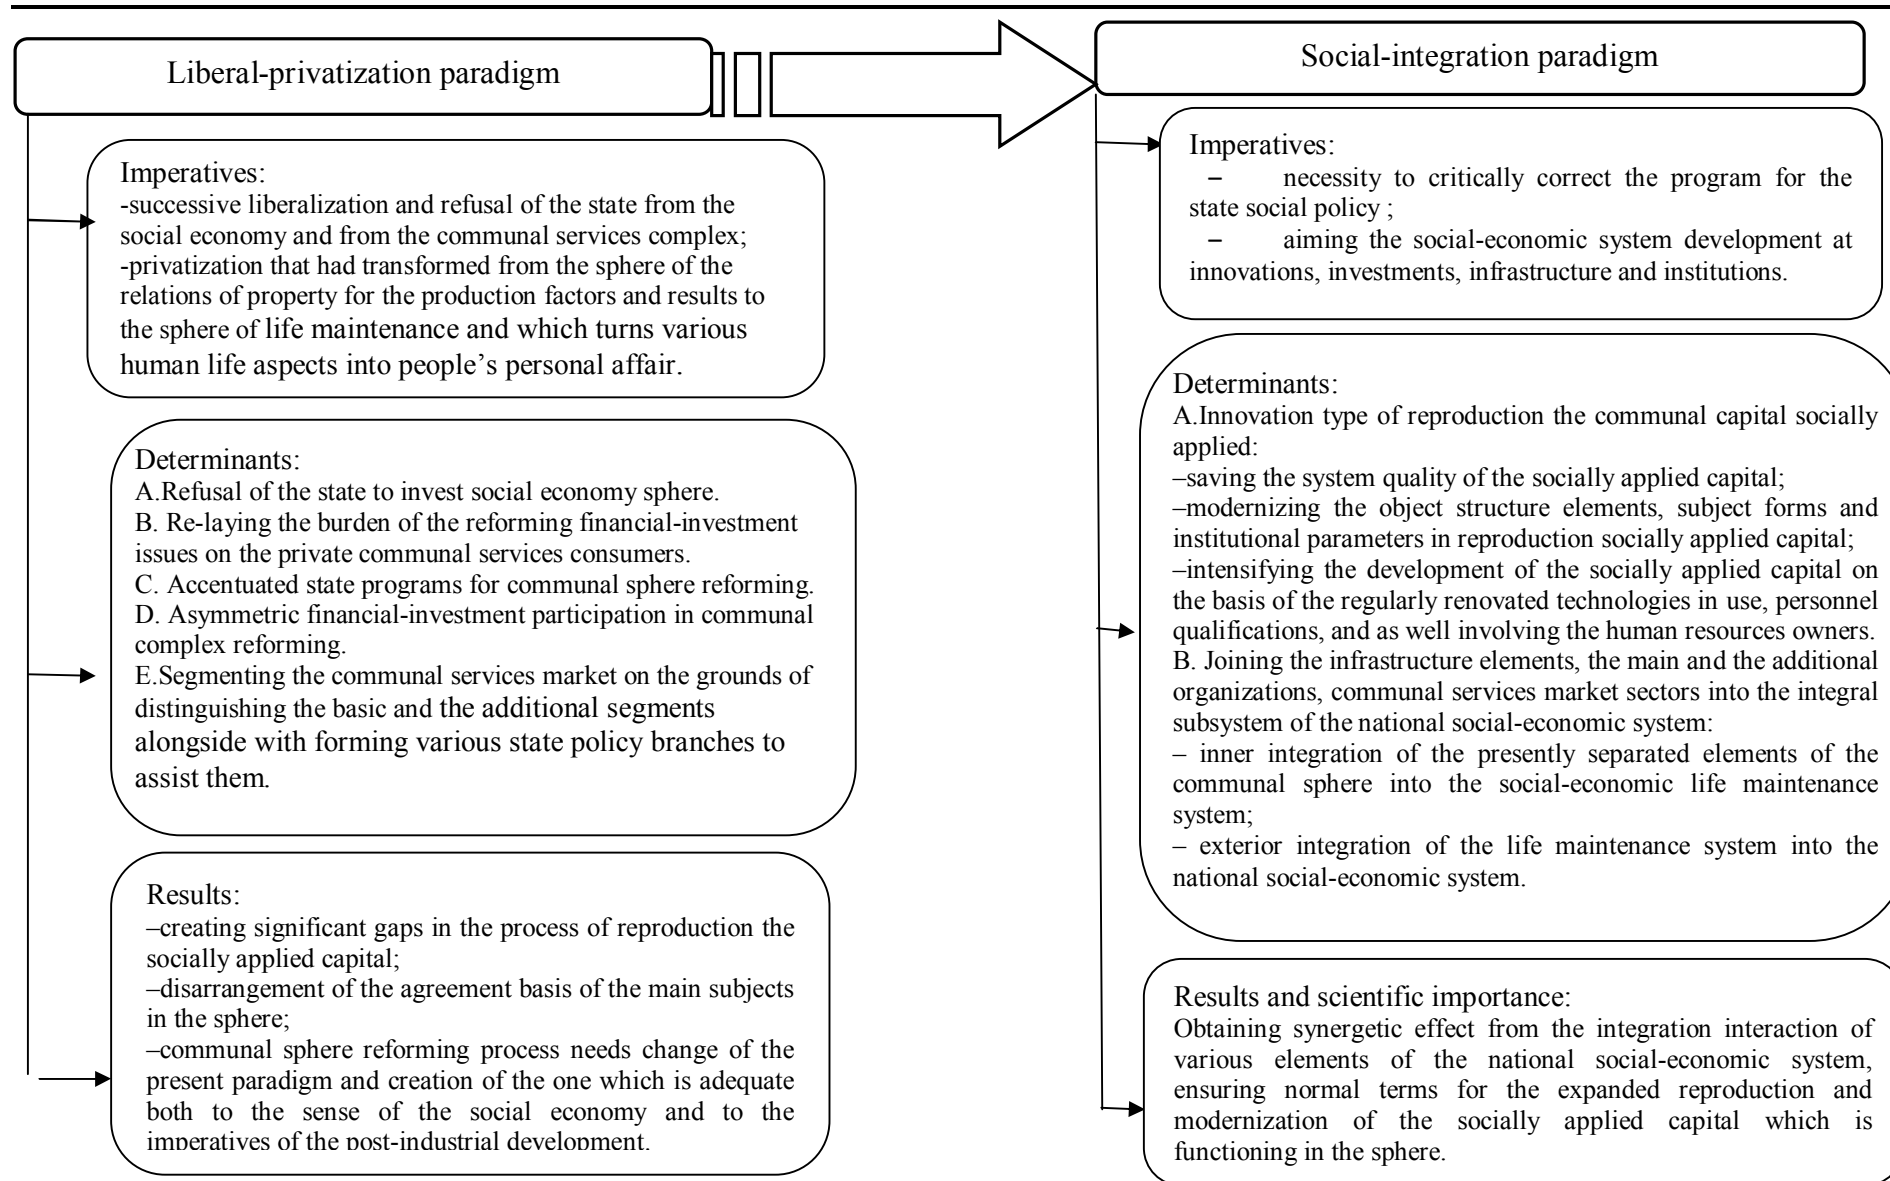 Liberal-privatization paradigm
Imperatives:
-successive liberalization and refusal of the state from the
social economy and from the communal services complex;
-privatization that had transformed from the sphere of the
relations of property for the production factors and results to
the sphere of life maintenance and which turns various
human life aspects into people’s personal affair.
Determinants:
A.Refusal of the state to invest social economy sphere.
B. Re-laying the burden of the reforming financial-investment
issues on the private communal services consumers.
C. Accentuated state programs for communal sphere reforming.
D. Asymmetric financial-investment participation in communal
complex reforming.
E.Segmenting the communal services market on the grounds of
distinguishing the basic and the additional segments
alongside with forming various state policy branches to
assist them.
Results:
–creating significant gaps in the process of reproduction the
socially applied capital;
–disarrangement of the agreement basis of the main subjects
in the sphere;
–communal sphere reforming process needs change of the
present paradigm and creation of the one which is adequate
both to the sense of the social economy and to the
imperatives of the post-industrial development.
Social-integration paradigm
Imperatives:
– necessity to critically correct the program for the
state social policy ;
– aiming the social-economic system development at
innovations, investments, infrastructure and institutions.
Determinants:
A.Innovation type of reproduction the communal capital socially
applied:
–saving the system quality of the socially applied capital;
–modernizing the object structure elements, subject forms and
institutional parameters in reproduction socially applied capital;
–intensifying the development of the socially applied capital on
the basis of the regularly renovated technologies in use, personnel
qualifications, and as well involving the human resources owners.
B. Joining the infrastructure elements, the main and the additional
organizations, communal services market sectors into the integral
subsystem of the national social-economic system:
– inner integration of the presently separated elements of the
communal sphere into the social-economic life maintenance
system;
– exterior integration of the life maintenance system into the
national social-economic system.
Results and scientific importance:
Obtaining synergetic effect from the integration interaction of
various elements of the national social-economic system,
ensuring normal terms for the expanded reproduction and
modernization of the socially applied capital which is
functioning in the sphere.